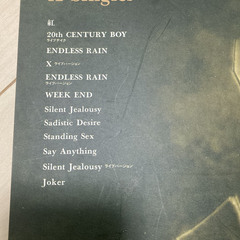 X Singles
紅
20th CENTURY BOY
ライブテイク
ENDLESS RAIN
X ライブ・バージョン
ENDLESS RAIN
ライブ・バージョン
WEEK END
Silent Jealousy
Sadistic Desire
Standing Sex
Say Anything
Silent Jealousy ライブ・バージョン
Joker